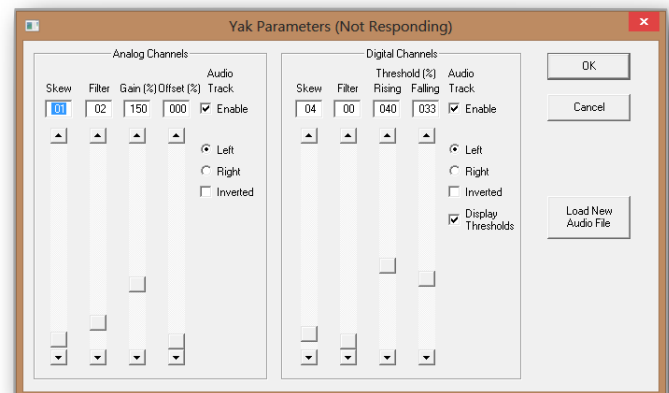 Yak Parameters (Not Responding)
Analog Channels
Skew Filter Gain (%) Offset (%) Audio Track
01 02 150 000 Enable
Left
Right
Inverted
Digital Channels
Threshold (%)
Skew Filter Rising Falling Audio Track
04 00 040 033 Enable
Left
Right
Inverted
Display
Thresholds
OK
Cancel
Load New
Audio File